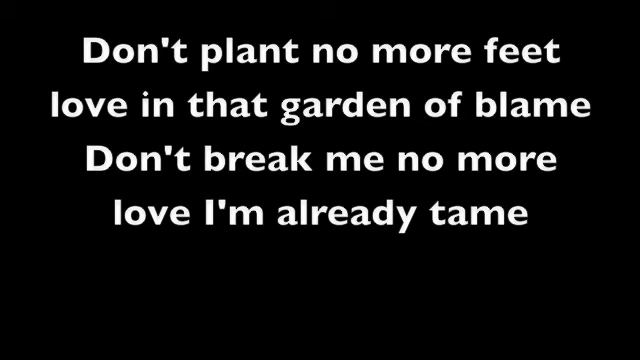 Don't plant no more feet
love in that garden of blame
Don't break me no more
love I'm already tame